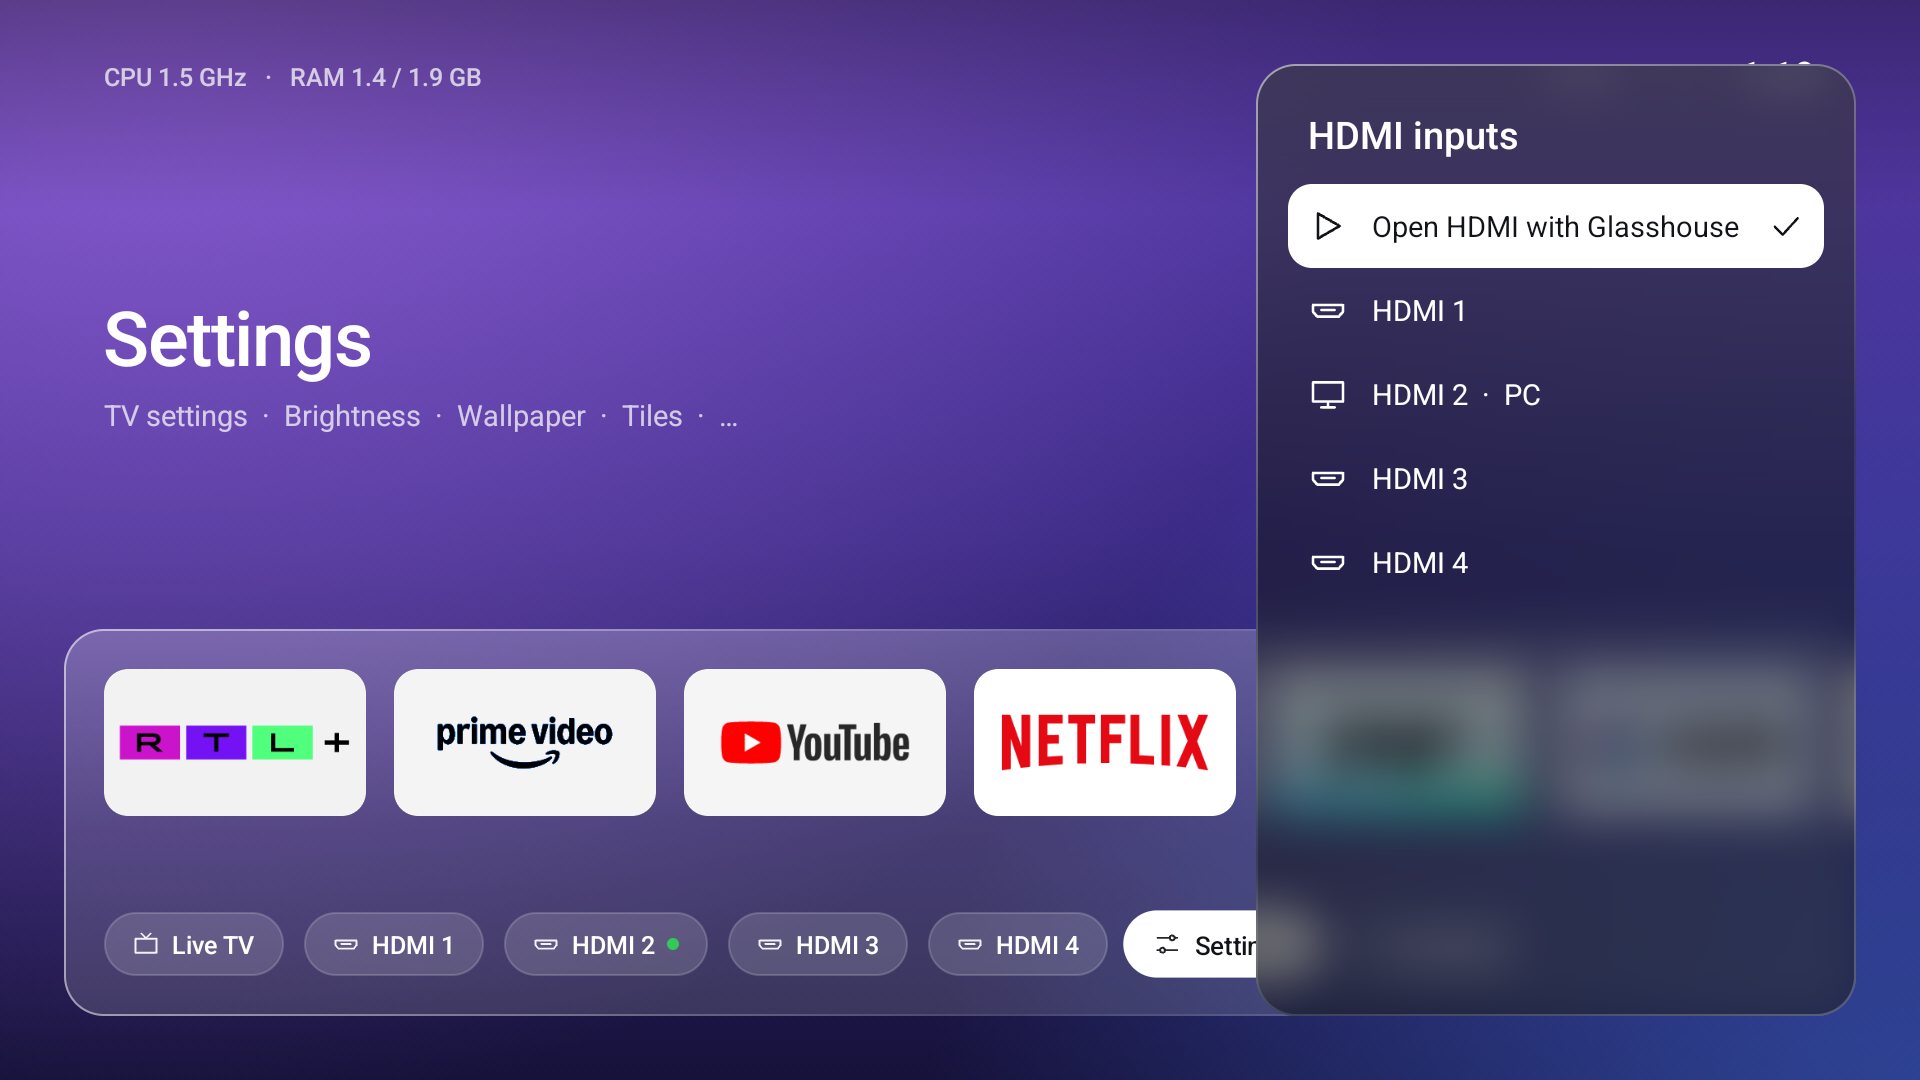 CPU 1.5 GHz · RAM 1.4 / 1.9 GB
HDMI inputs
Open HDMI with Glasshouse
HDMI 1
HDMI 2 · PC
HDMI 3
HDMI 4
Settings
TV settings · Brightness · Wallpaper · Tiles · …
RTL+
prime video
YouTube
NETFLIX
Live TV
HDMI 1
HDMI 2
HDMI 3
HDMI 4